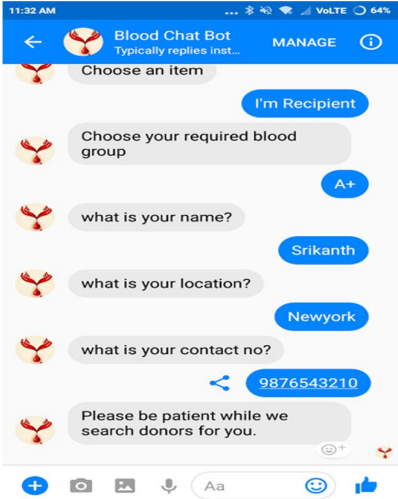 11:32 AM ... VoLTE 64%
Blood Chat Bot
Typically replies inst...
MANAGE
Choose an item
I'm Recipient
Choose your required blood
group
A+
what is your name?
Srikanth
what is your location?
Newyork
what is your contact no?
9876543210
Please be patient while we
search donors for you.
Aa